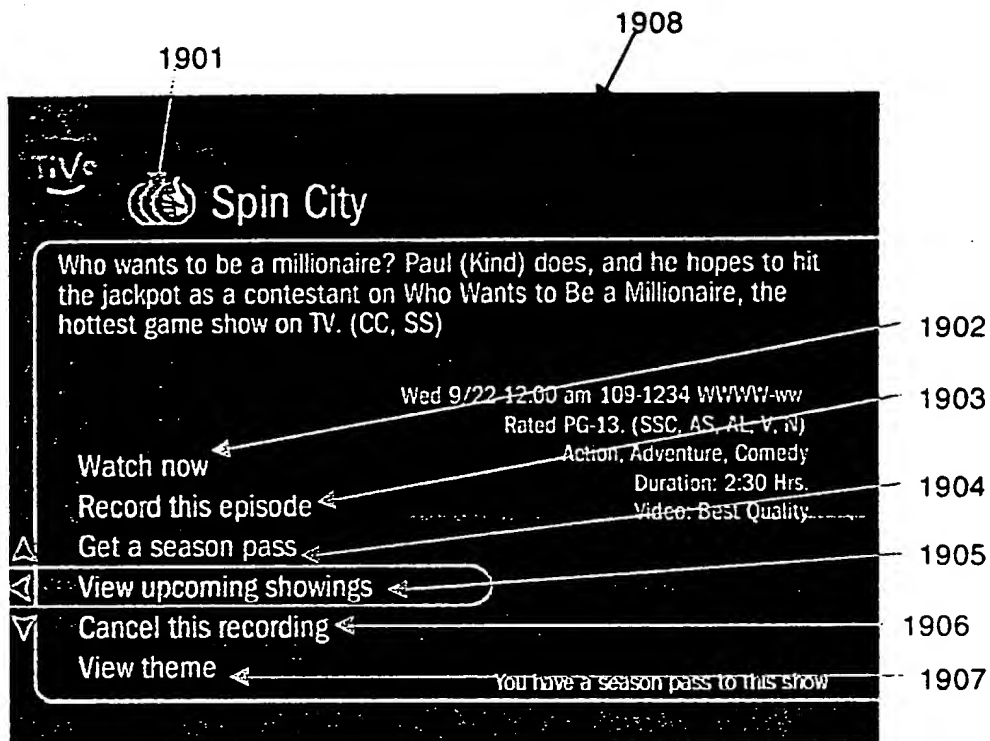 1908
1901
TiVo
Spin City
Who wants to be a millionaire? Paul (Kind) does, and he hopes to hit
the jackpot as a contestant on Who Wants to Be a Millionaire, the
hottest game show on TV. (CC, SS)
1902
Wed 9/22 12:00 am 109-1234 WWWW-ww
1903
Rated PG-13. (SSC, AS, AL, V, N)
Watch now
Action, Adventure, Comedy
Duration: 2:30 Hrs.
1904
Record this episode
Video: Best Quality
Get a season pass
1905
View upcoming showings
Cancel this recording
1906
View theme
1907
You have a season pass to this show